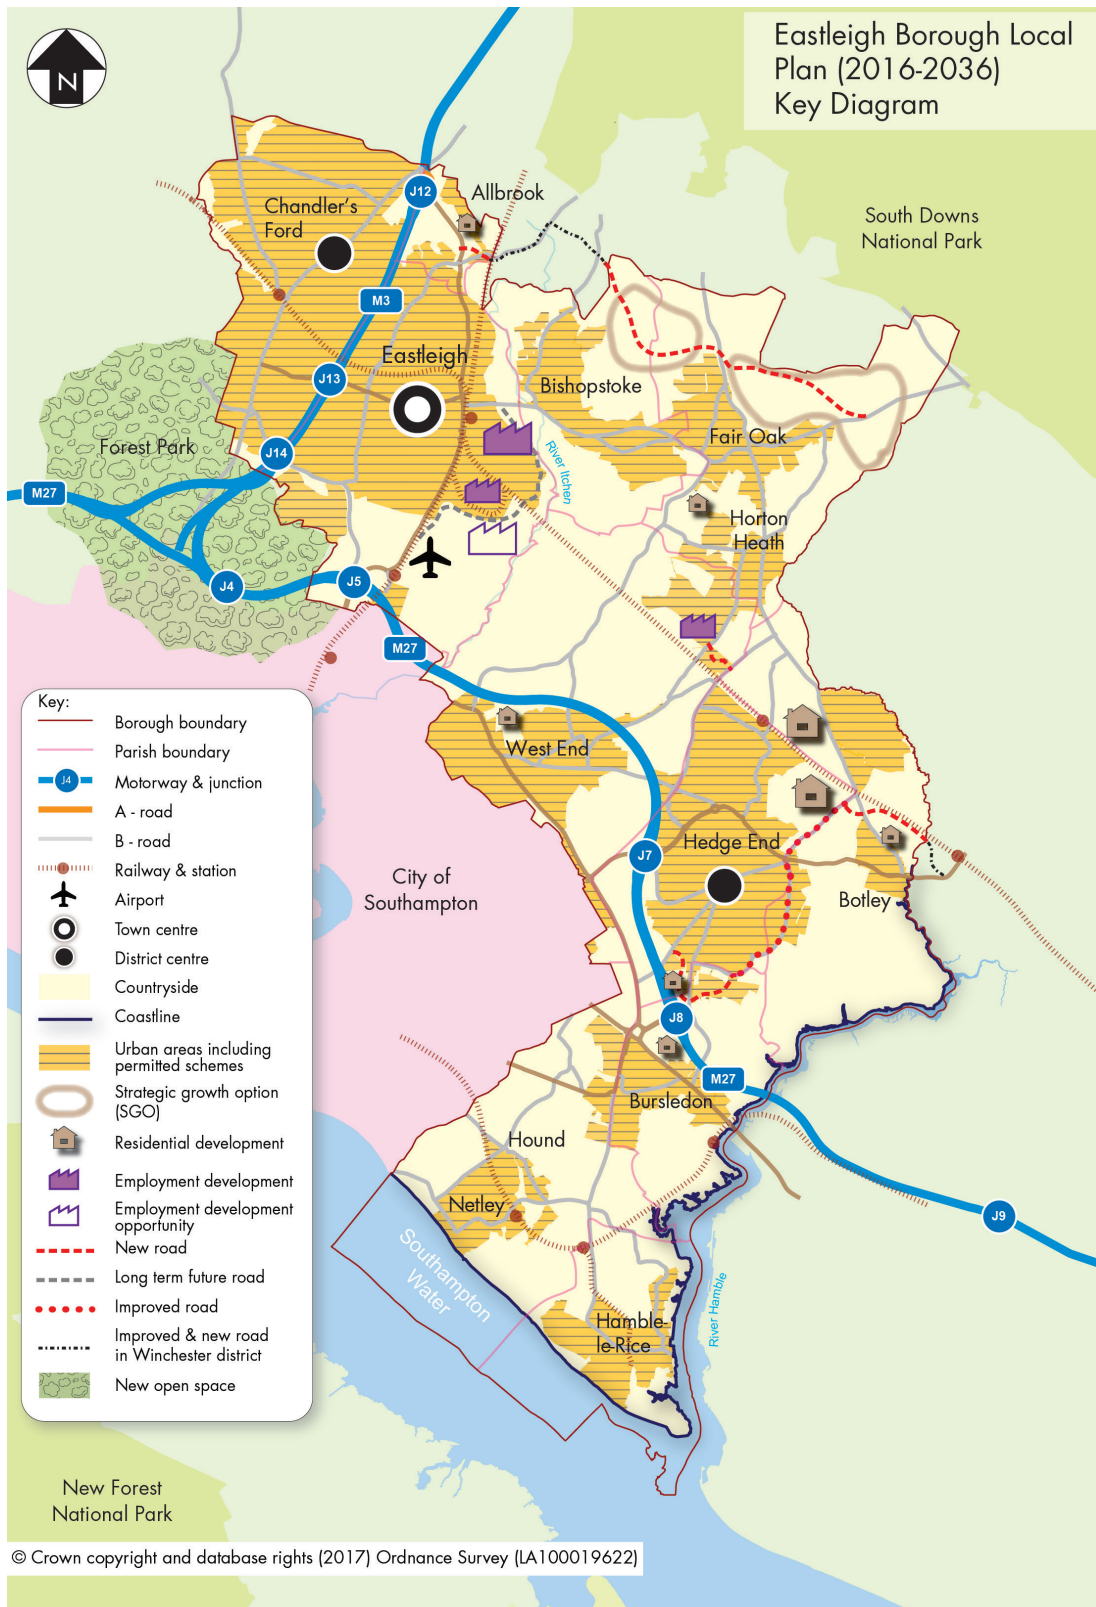 Eastleigh Borough Local
Plan (2016-2036)
Key Diagram
N
J12
Allbrook
Chandler's
Ford
South Downs
National Park
M3
Eastleigh
J13
Bishopstoke
Forest Park
Fair Oak
J14
River Itchen
M27
Horton
Heath
J4
J5
M27
West End
J7
Hedge End
City of
Southampton
Botley
J8
M27
Bursledon
Hound
Netley
J9
Southampton
Water
River Hamble
Hamble-
le-Rice
Key:
Borough boundary
Parish boundary
J4
Motorway & junction
A - road
B - road
Railway & station
Airport
Town centre
District centre
Countryside
Coastline
Urban areas including
permitted schemes
Strategic growth option
(SGO)
Residential development
Employment development
Employment development
opportunity
New road
Long term future road
Improved road
Improved & new road
in Winchester district
New open space
New Forest
National Park
© Crown copyright and database rights (2017) Ordnance Survey (LA100019622)